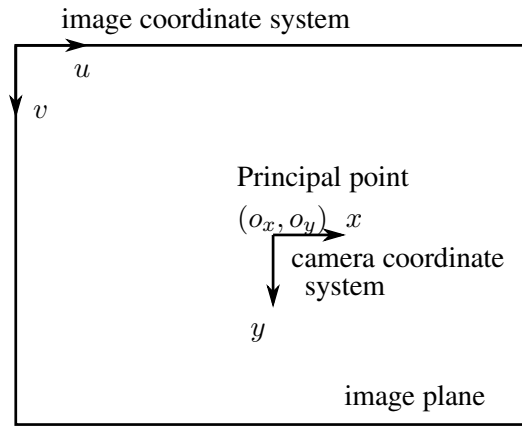 image coordinate system
u
v
Principal point
(o_x, o_y) x
camera coordinate
system
y
image plane